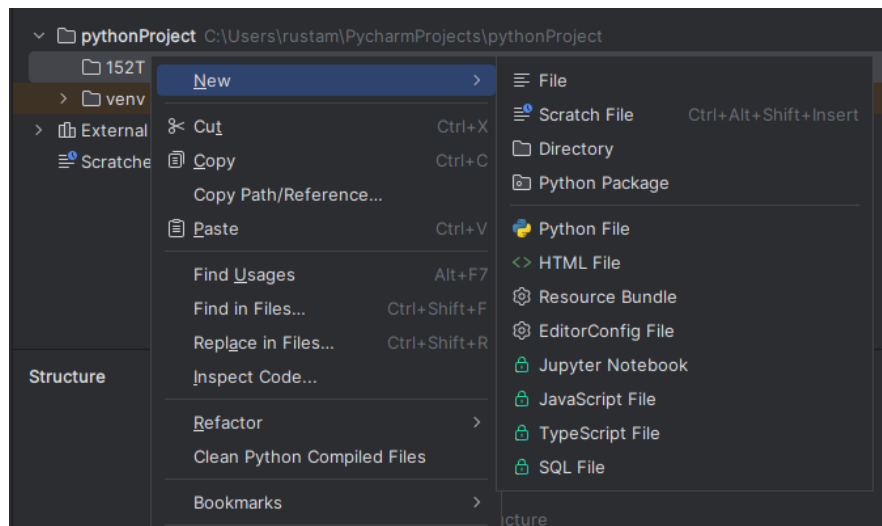 pythonProject C:\Users\rustam\PycharmProjects\pythonProject
152T
venv
External
Scratche
Structure
New
Cut Ctrl+X
Copy Ctrl+C
Copy Path/Reference...
Paste Ctrl+V
Find Usages Alt+F7
Find in Files... Ctrl+Shift+F
Replace in Files... Ctrl+Shift+R
Inspect Code...
Refactor
Clean Python Compiled Files
Bookmarks
File
Scratch File Ctrl+Alt+Shift+Insert
Directory
Python Package
Python File
HTML File
Resource Bundle
EditorConfig File
Jupyter Notebook
JavaScript File
TypeScript File
SQL File
icture